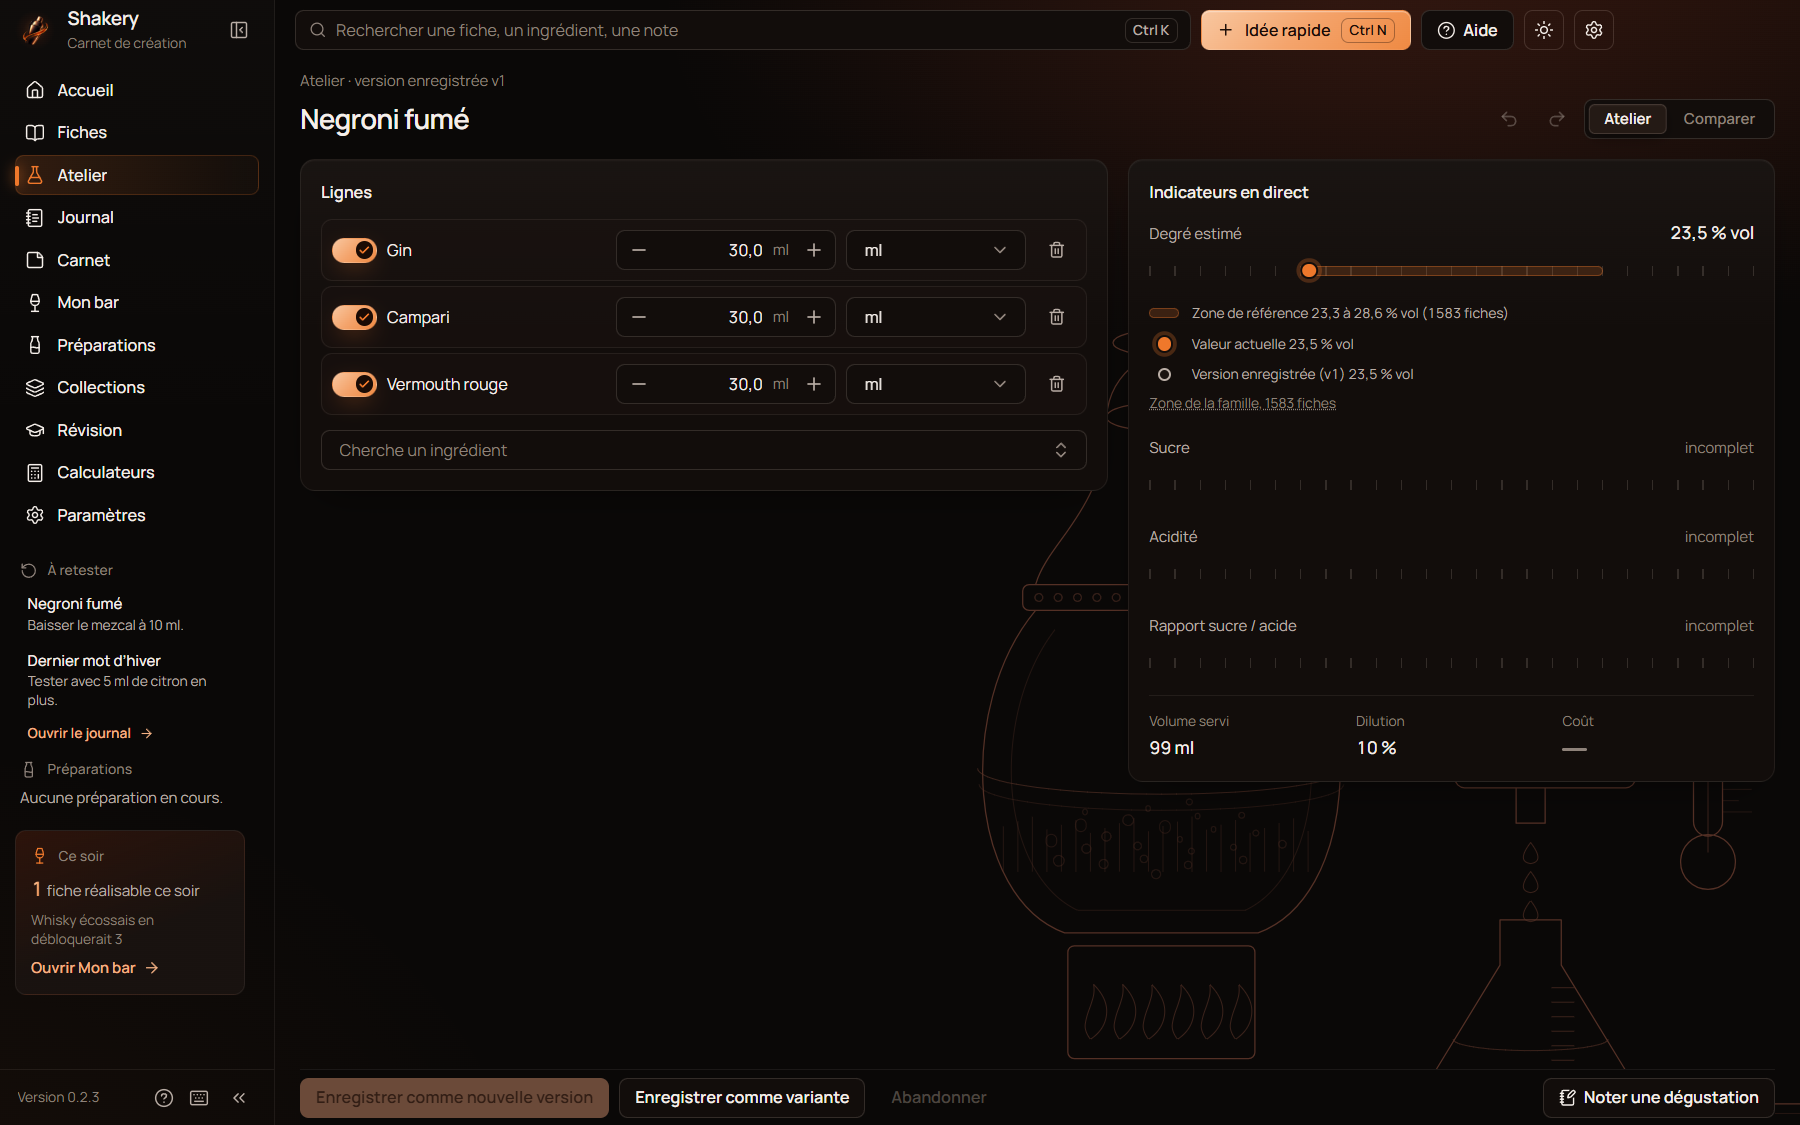 Shakery
Carnet de création
Rechercher une fiche, un ingrédient, une note
Ctrl K
Idée rapide
Ctrl N
Aide
Accueil
Fiches
Atelier
Journal
Carnet
Mon bar
Préparations
Collections
Révision
Calculateurs
Paramètres
À retester
Negroni fumé
Baisser le mezcal à 10 ml.
Dernier mot d'hiver
Tester avec 5 ml de citron en
plus.
Ouvrir le journal
Préparations
Aucune préparation en cours.
Ce soir
1 fiche réalisable ce soir
Whisky écossais en
débloquerait 3
Ouvrir Mon bar
Version 0.2.3
Atelier · version enregistrée v1
Negroni fumé
Atelier
Comparer
Lignes
Gin
30,0 ml
ml
Campari
30,0 ml
ml
Vermouth rouge
30,0 ml
ml
Cherche un ingrédient
Indicateurs en direct
Degré estimé
23,5 % vol
Zone de référence 23,3 à 28,6 % vol (1583 fiches)
Valeur actuelle 23,5 % vol
Version enregistrée (v1) 23,5 % vol
Zone de la famille, 1583 fiches
Sucre
incomplet
Acidité
incomplet
Rapport sucre / acide
incomplet
Volume servi
99 ml
Dilution
10 %
Coût
—
Enregistrer comme nouvelle version
Enregistrer comme variante
Abandonner
Noter une dégustation